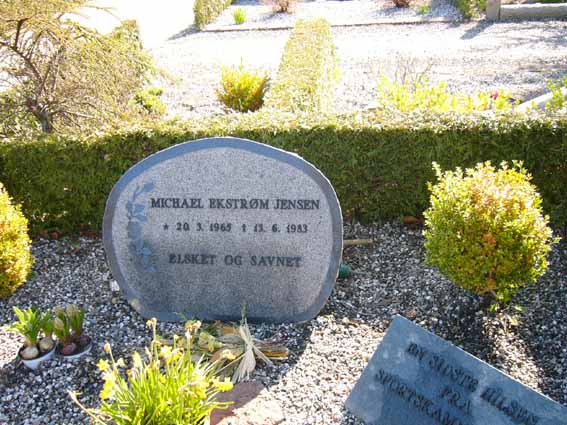 MICHAEL EKSTRØM JENSEN
* 20. 3. 1965 † 13. 6. 1983
ELSKET OG SAVNET
EN SIDSTE HILSEN
FRA